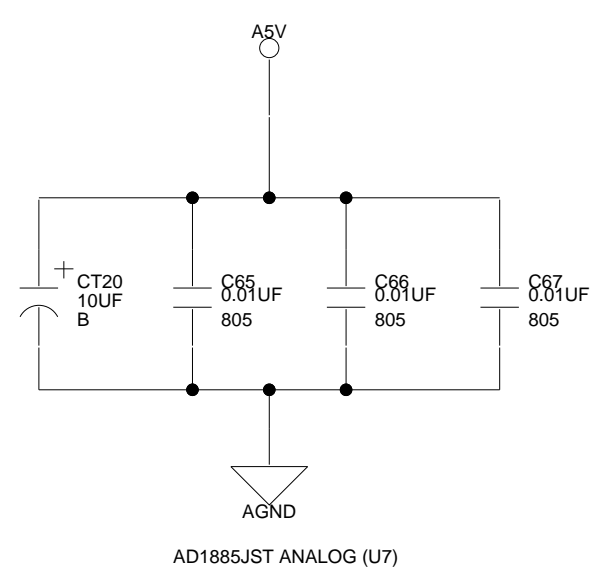 A5V
+
CT20
10UF
B
C65
0.01UF
805
C66
0.01UF
805
C67
0.01UF
805
AGND
AD1885JST ANALOG (U7)